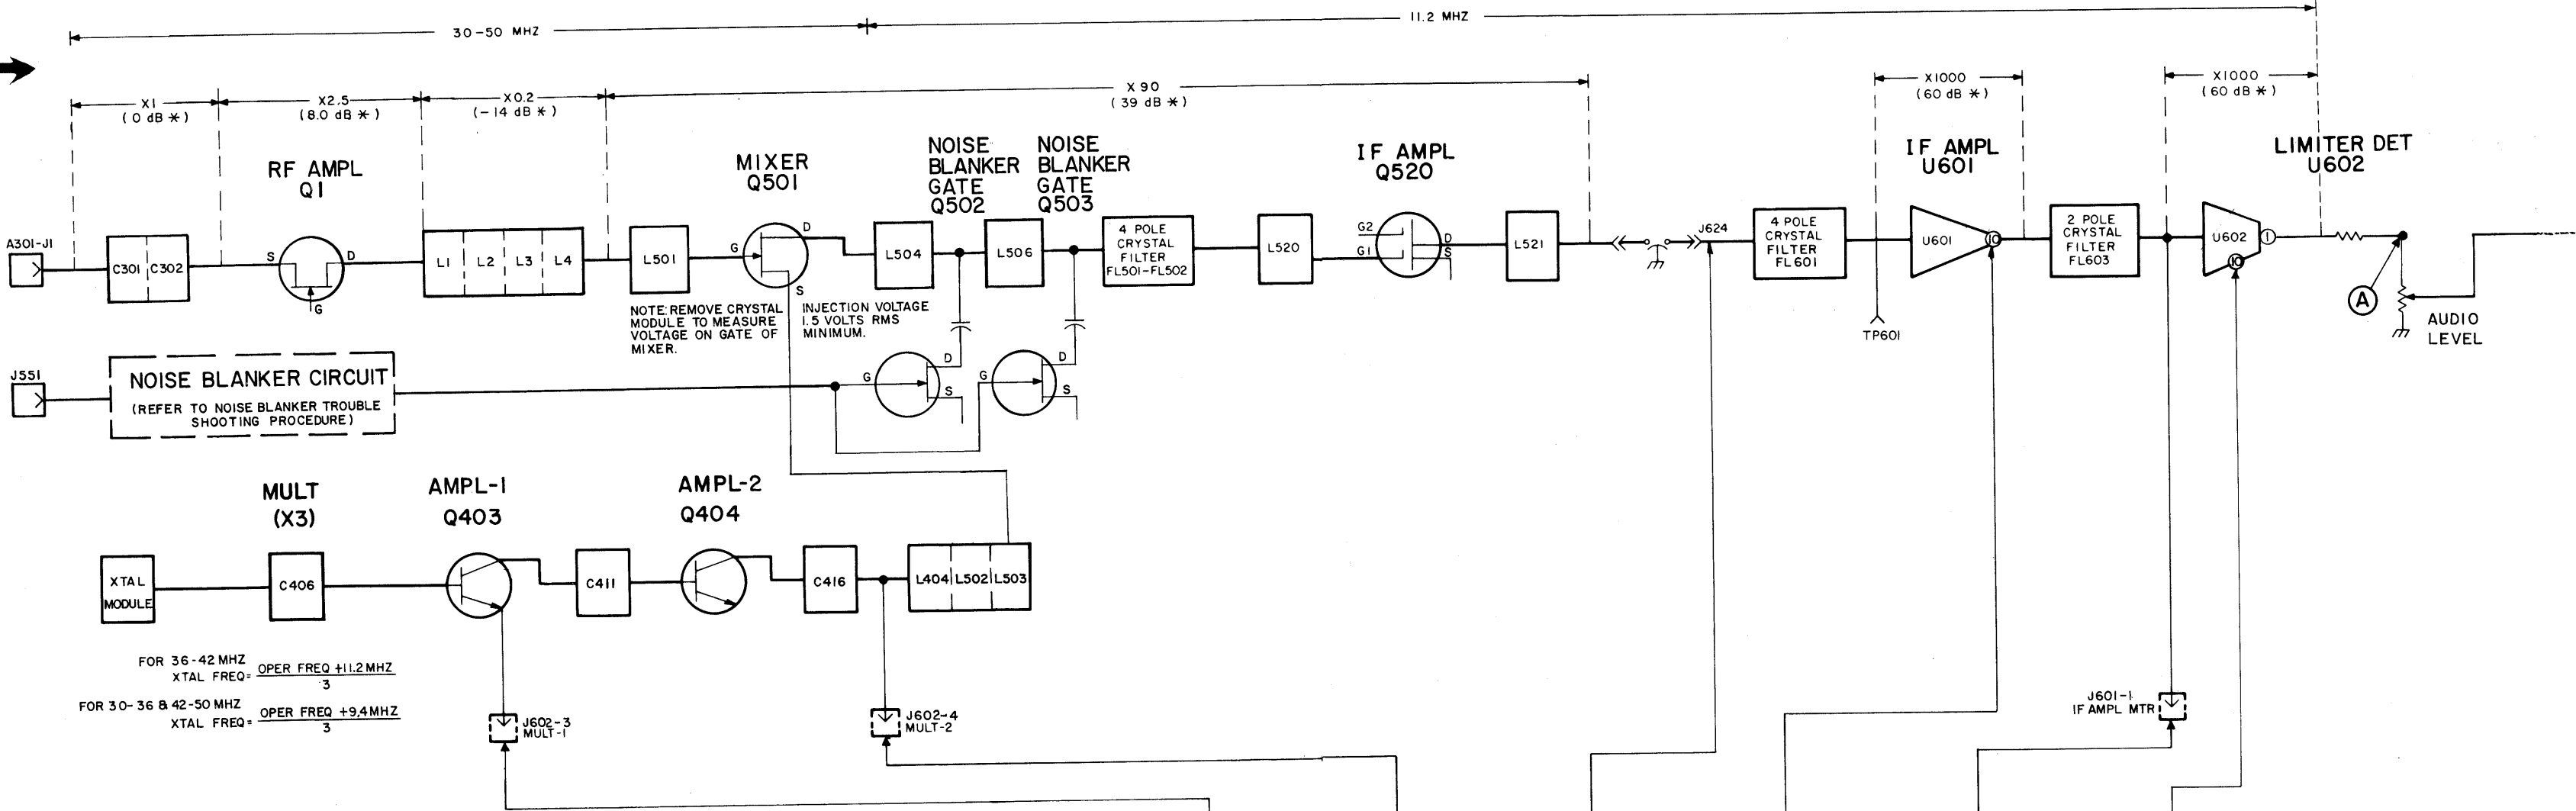 30-50 MHZ
11.2 MHZ
X1
(0 dB *)
X2.5
(8.0 dB *)
X0.2
(-14 dB *)
X 90
(39 dB *)
X1000
(60 dB *)
X1000
(60 dB *)
RF AMPL
Q1
MIXER
Q501
NOISE
BLANKER
GATE
Q502
NOISE
BLANKER
GATE
Q503
IF AMPL
Q520
IF AMPL
U601
LIMITER DET
U602
A301-J1
C301 C302
S
D
G
L1 L2 L3 L4
L501
G
D
S
L504
L506
4 POLE
CRYSTAL
FILTER
FL501-FL502
L520
G2
G1
D
S
L521
J624
4 POLE
CRYSTAL
FILTER
FL601
TP601
U601
10
2 POLE
CRYSTAL
FILTER
FL603
U602
1
10
A
AUDIO
LEVEL
NOTE: REMOVE CRYSTAL
MODULE TO MEASURE
VOLTAGE ON GATE OF
MIXER.
INJECTION VOLTAGE
1.5 VOLTS RMS
MINIMUM.
J551
NOISE BLANKER CIRCUIT
(REFER TO NOISE BLANKER TROUBLE
SHOOTING PROCEDURE)
G
D
S
G
D
S
MULT
(X3)
AMPL-1
Q403
AMPL-2
Q404
XTAL
MODULE
C406
C411
C416
L404 L502 L503
FOR 36-42 MHZ
XTAL FREQ= OPER FREQ +11.2 MHZ
3
FOR 30-36 & 42-50 MHZ
XTAL FREQ= OPER FREQ +9.4 MHZ
3
J602-3
MULT-1
J602-4
MULT-2
J601-1
IF AMPL MTR